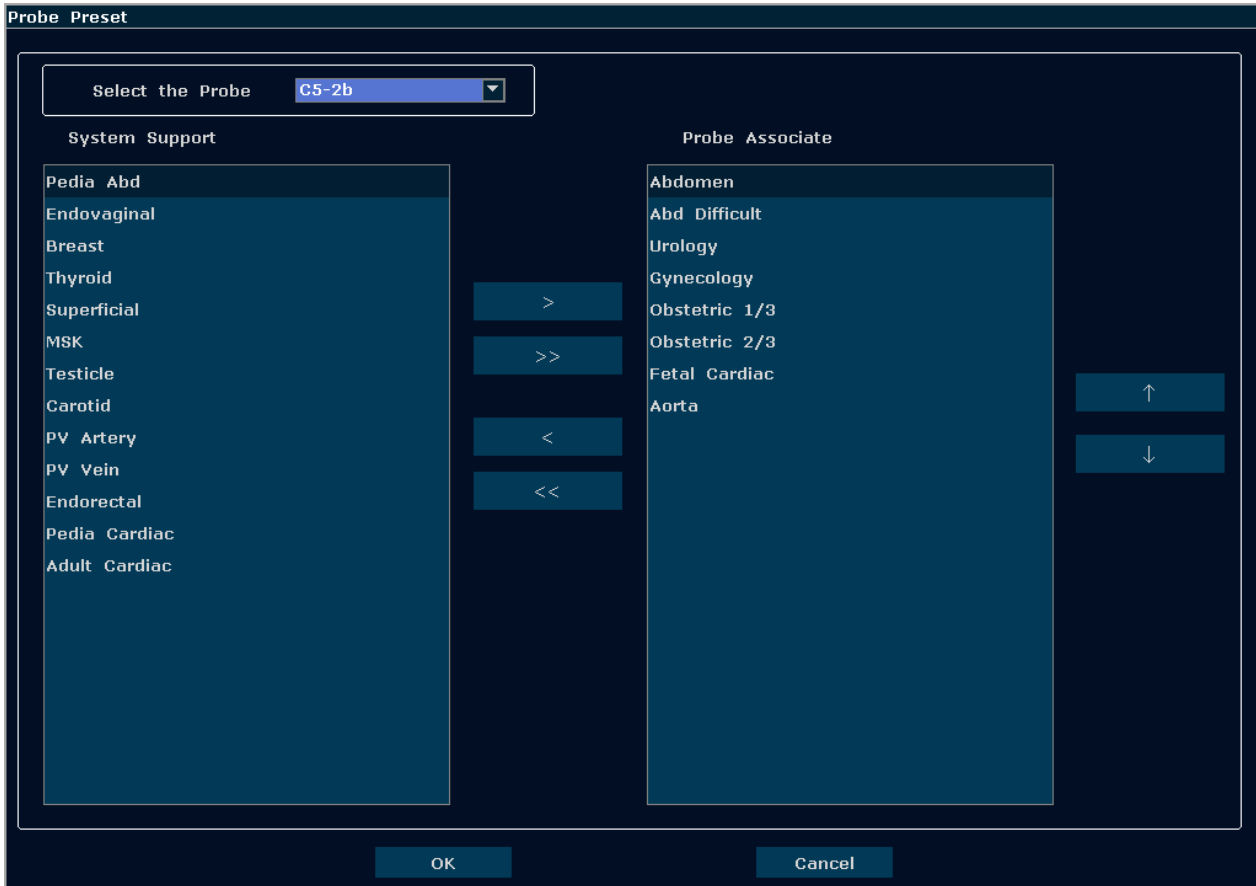 Probe Preset
Select the Probe C5-2b
System Support
Probe Associate
Pedia Abd
Endovaginal
Breast
Thyroid
Superficial
MSK
Testicle
Carotid
PV Artery
PV Vein
Endorectal
Pedia Cardiac
Adult Cardiac
>
>>
<
<<
Abdomen
Abd Difficult
Urology
Gynecology
Obstetric 1/3
Obstetric 2/3
Fetal Cardiac
Aorta
↑
↓
OK
Cancel